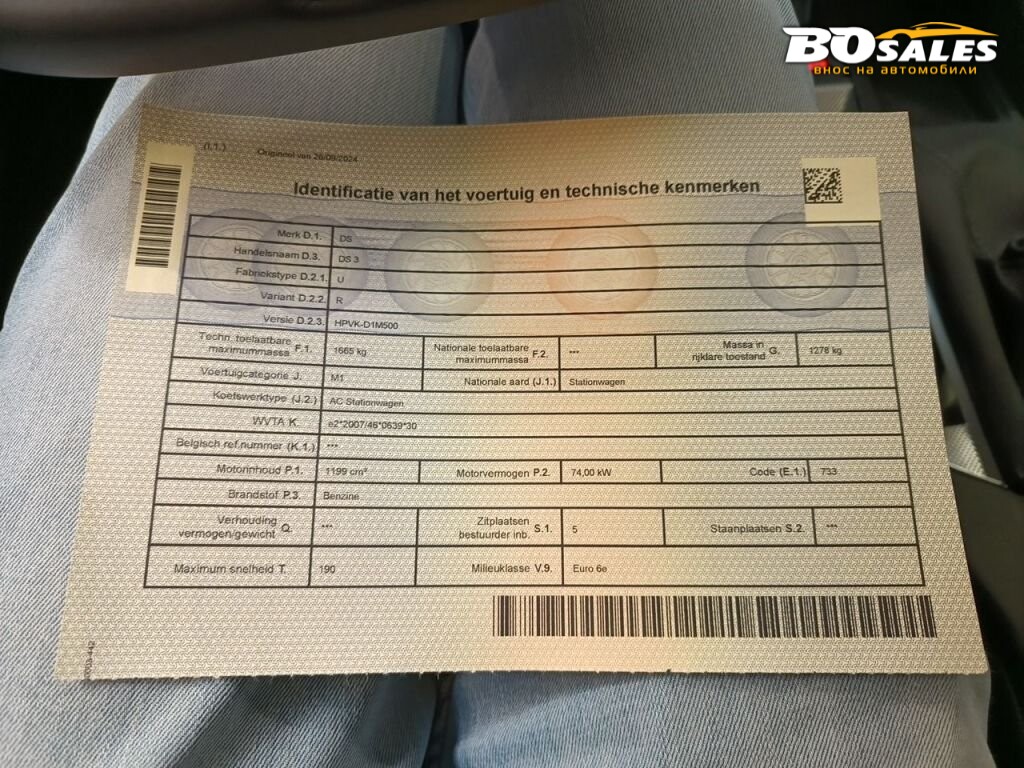 BOSALES
внос на автомобили
(I.1.) Origineel van 26/09/2024
Identificatie van het voertuig en technische kenmerken
Merk D.1. DS
Handelsnaam D.3. DS 3
Fabriekstype D.2.1. U
Variant D.2.2. R
Versie D.2.3. HPVK-D1M500
Techn. toelaatbare maximummassa F.1. 1665 kg Nationale toelaatbare maximummassa F.2. *** Massa in rijklare toestand G. 1278 kg
Voertuigcategorie J. M1 Nationale aard (J.1.) Stationwagen
Koetswerktype (J.2.) AC Stationwagen
WVTA K. e2*2007/46*0639*30
Belgisch ref.nummer (K.1.) ***
Motorinhoud P.1. 1199 cm³ Motorvermogen P.2. 74,00 kW Code (E.1.) 733
Brandstof P.3. Benzine
Verhouding vermogen/gewicht Q. *** Zitplaatsen bestuurder inb. S.1. 5 Staanplaatsen S.2. ***
Maximum snelheid T. 190 Milieuklasse V.9. Euro 6e